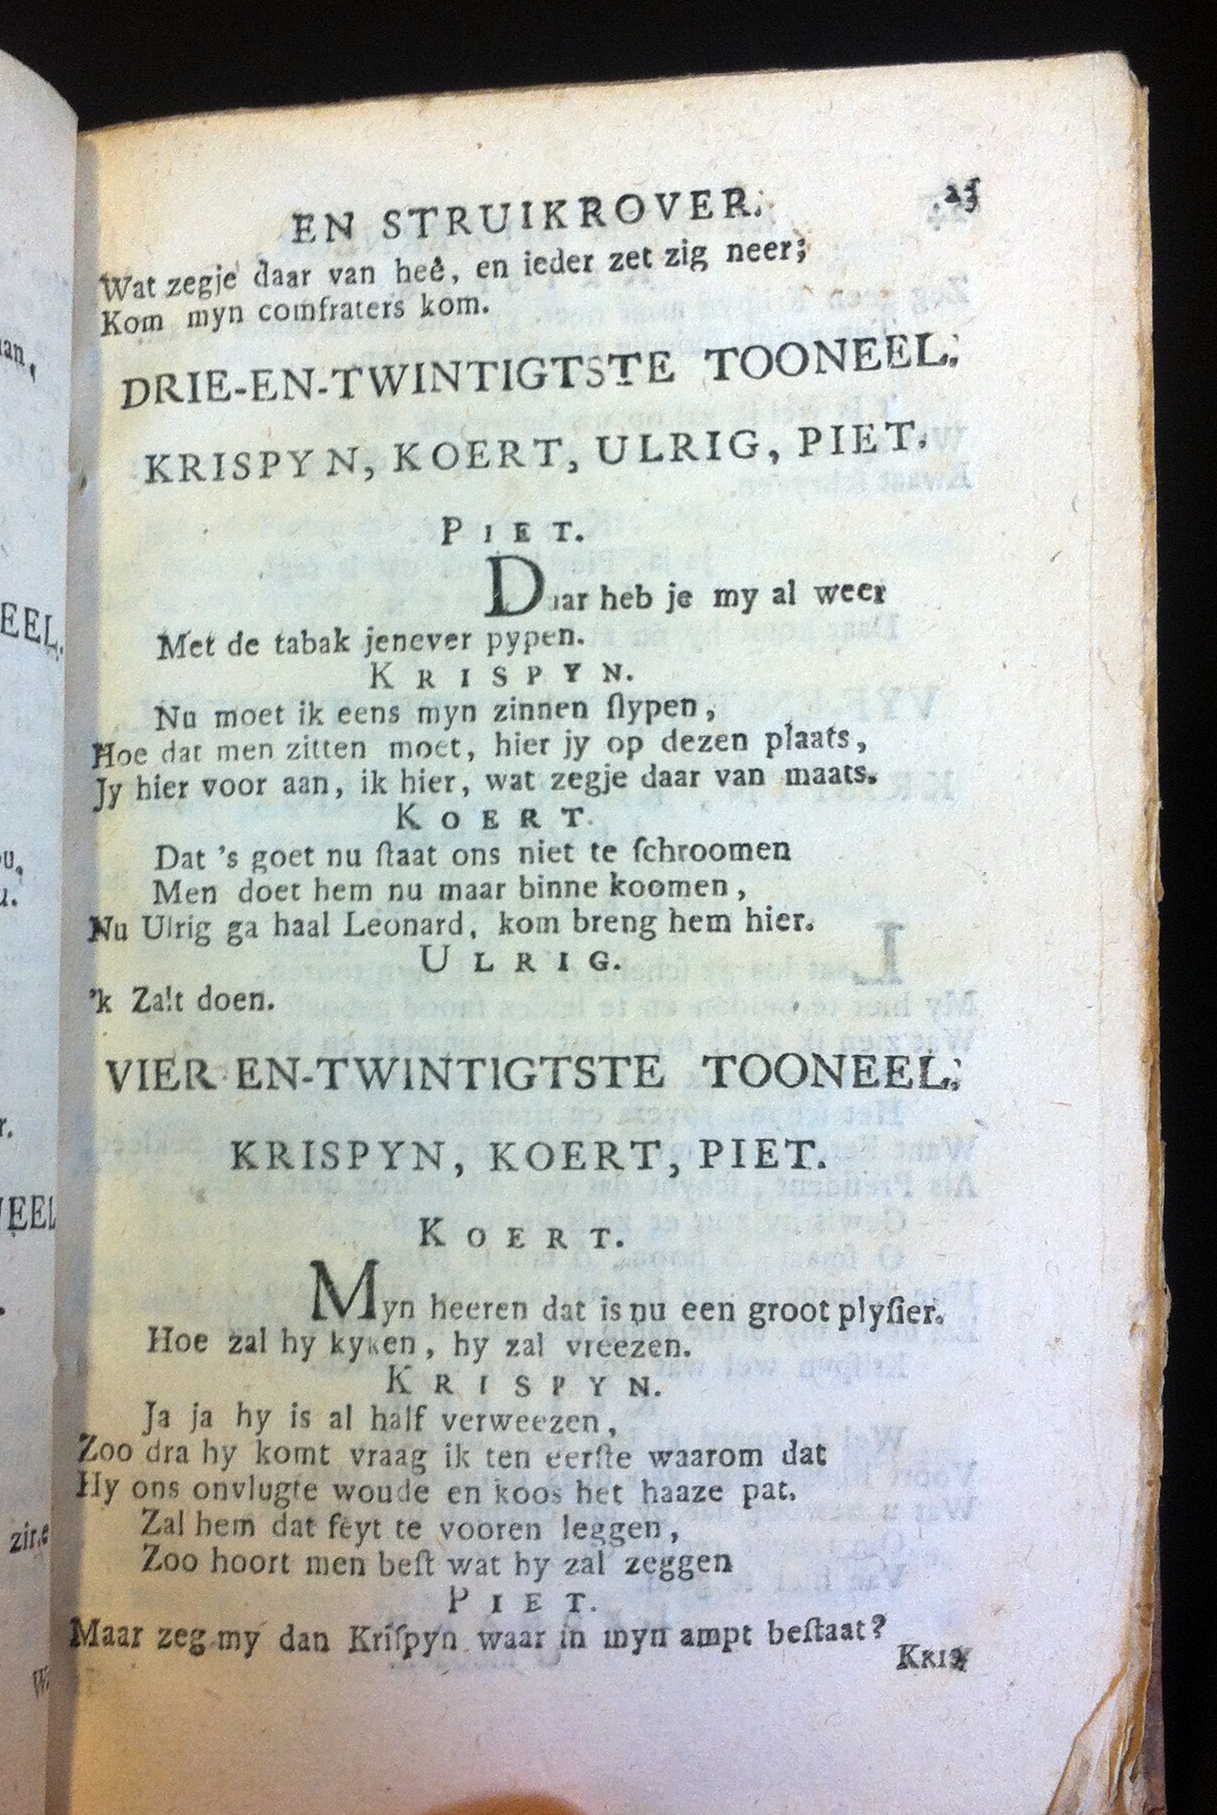 EN STRUIKROVER. 25
Wat zegje daar van heê, en ieder zet zig neer;
Kom myn comfraters kom.
DRIE-EN-TWINTIGTSTE TOONEEL.
KRISPYN, KOERT, ULRIG, PIET.
PIET.
Daar heb je my al weer
Met de tabak jenever pypen.
KRISPYN.
Nu moet ik eens myn zinnen ſlypen,
Hoe dat men zitten moet, hier jy op dezen plaats,
Jy hier voor aan, ik hier, wat zegje daar van maats.
KOERT.
Dat 's goet nu ſtaat ons niet te ſchroomen
Men doet hem nu maar binne koomen,
Nu Ulrig ga haal Leonard, kom breng hem hier.
ULRIG.
'k Zalt doen.
VIER-EN-TWINTIGTSTE TOONEEL.
KRISPYN, KOERT, PIET.
KOERT.
Myn heeren dat is nu een groot plyſier.
Hoe zal hy kyken, hy zal vreezen.
KRISPYN.
Ja ja hy is al half verweezen,
Zoo dra hy komt vraag ik ten eerſte waarom dat
Hy ons onvlugte woude en koos het haaze pat.
Zal hem dat feyt te vooren leggen,
Zoo hoort men beſt wat hy zal zeggen
PIET.
Maar zeg my dan Kriſpyn waar in myn ampt beſtaat?